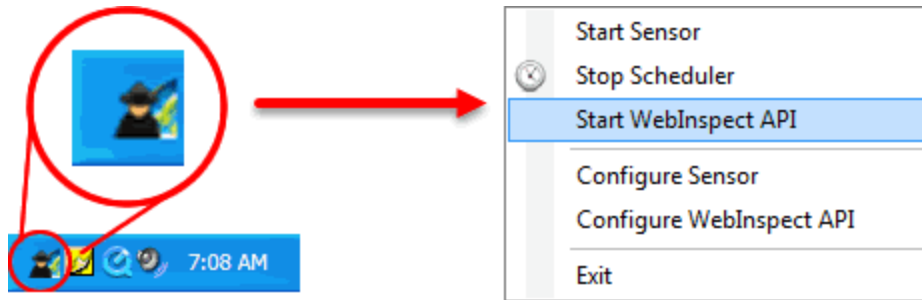 7:08 AM
Start Sensor
Stop Scheduler
Start WebInspect API
Configure Sensor
Configure WebInspect API
Exit